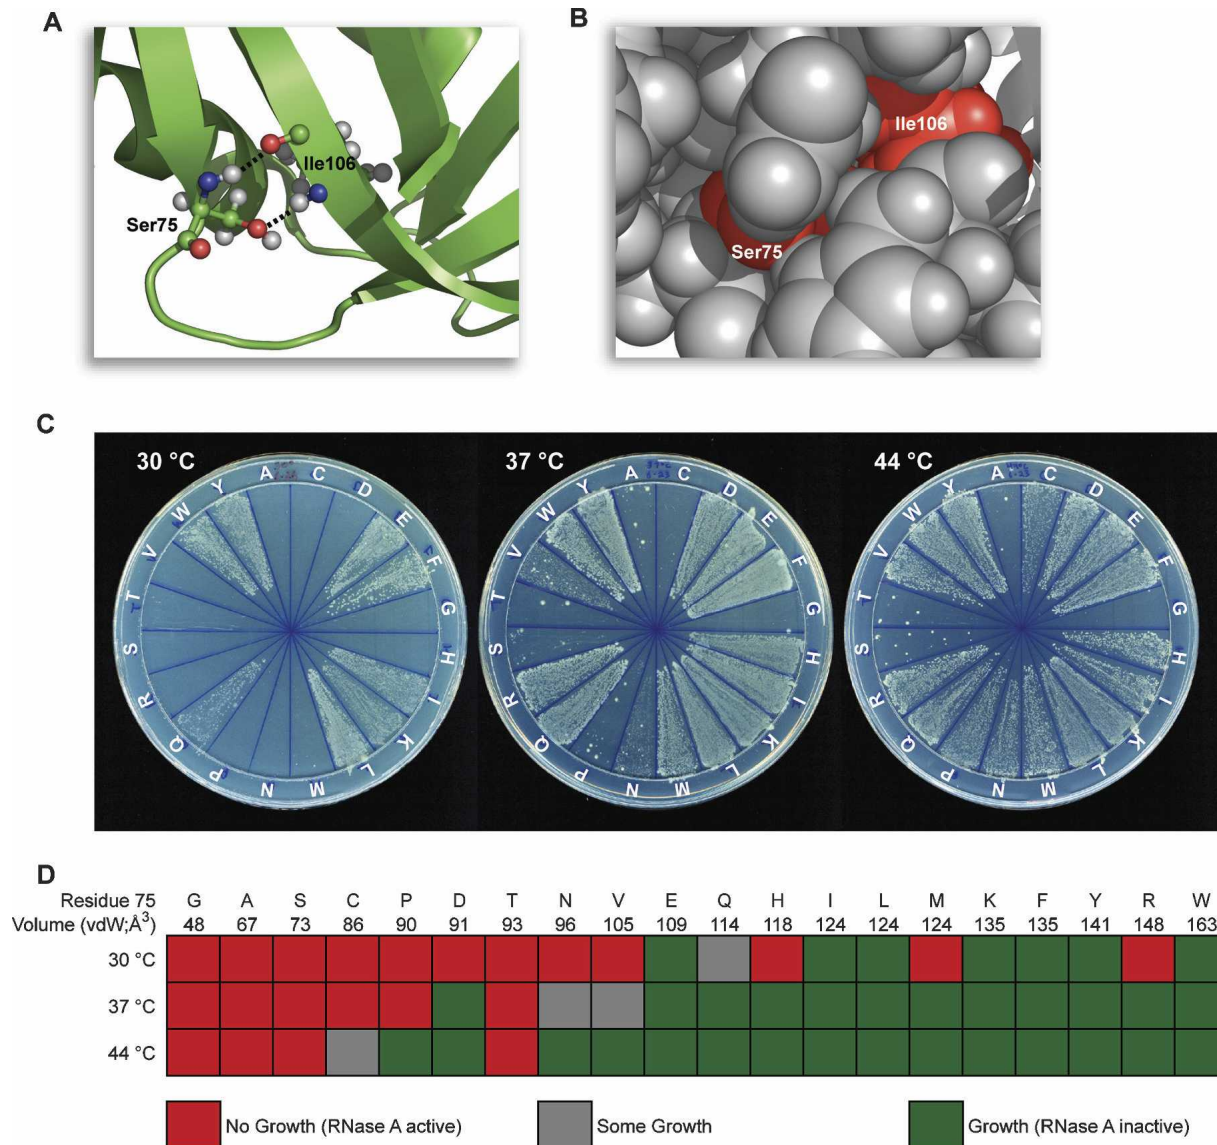 A
B
Ile106
Ser75
Ile106
Ser75
C
30 °C
A C D E F G H I K L M N P Q R S T V W Y
37 °C
A C D E F G H I K L M N P Q R S T V W Y
44 °C
A C D E F G H I K L M N P Q R S T V W Y
D
Residue 75 G A S C P D T N V E Q H I L M K F Y R W
Volume (vdW;Å³) 48 67 73 86 90 91 93 96 105 109 114 118 124 124 124 135 135 141 148 163
30 °C
37 °C
44 °C
No Growth (RNase A active) Some Growth Growth (RNase A inactive)